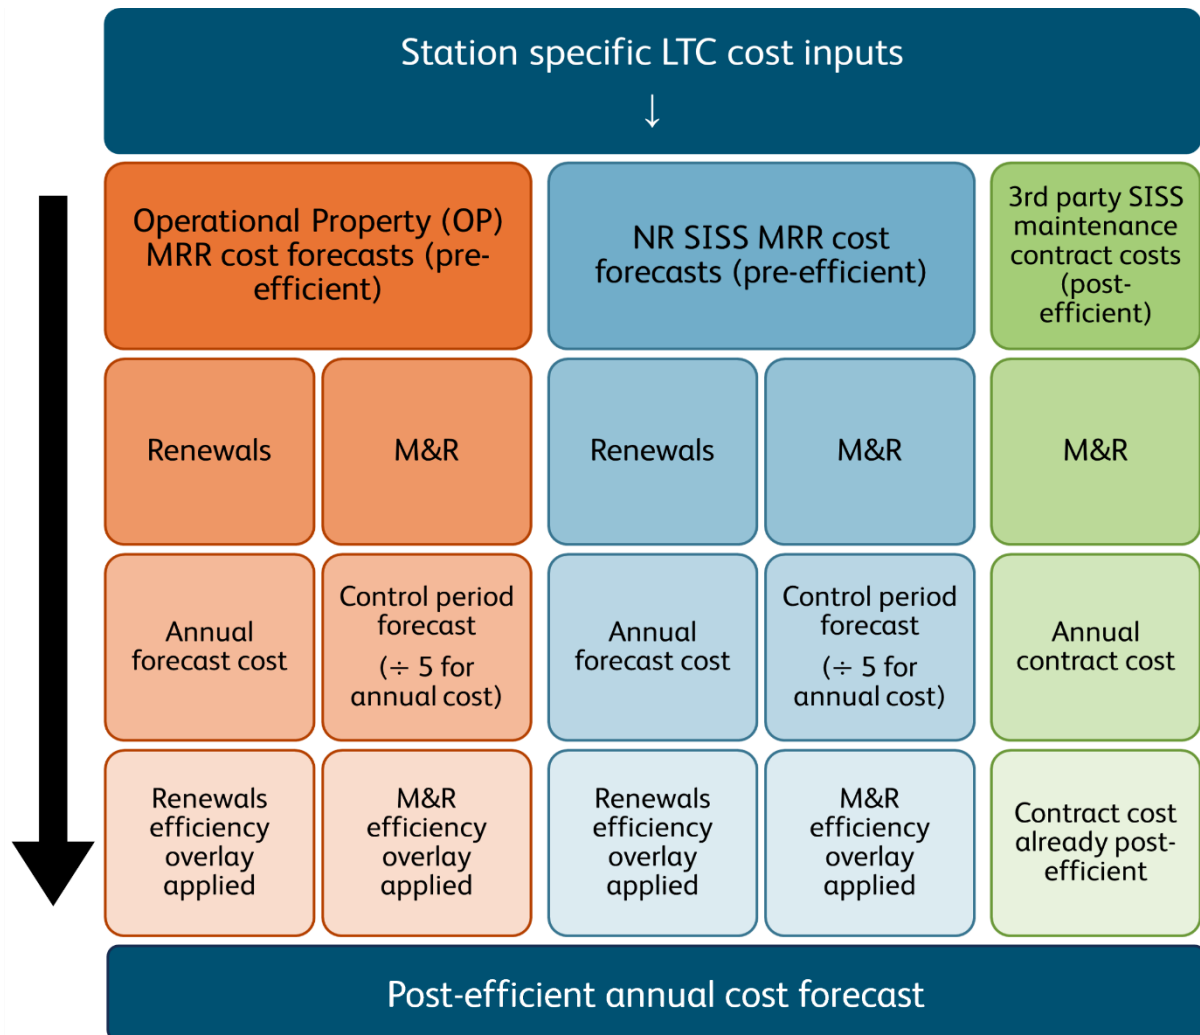 Station specific LTC cost inputs
↓
Operational Property (OP)
MRR cost forecasts (pre-
efficient)
NR SISS MRR cost
forecasts (pre-efficient)
3rd party SISS
maintenance
contract costs
(post-
efficient)
Renewals
M&R
Renewals
M&R
M&R
Annual
forecast cost
Control period
forecast
(÷ 5 for
annual cost)
Annual
forecast cost
Control period
forecast
(÷ 5 for
annual cost)
Annual
contract cost
Renewals
efficiency
overlay
applied
M&R
efficiency
overlay
applied
Renewals
efficiency
overlay
applied
M&R
efficiency
overlay
applied
Contract cost
already post-
efficient
Post-efficient annual cost forecast